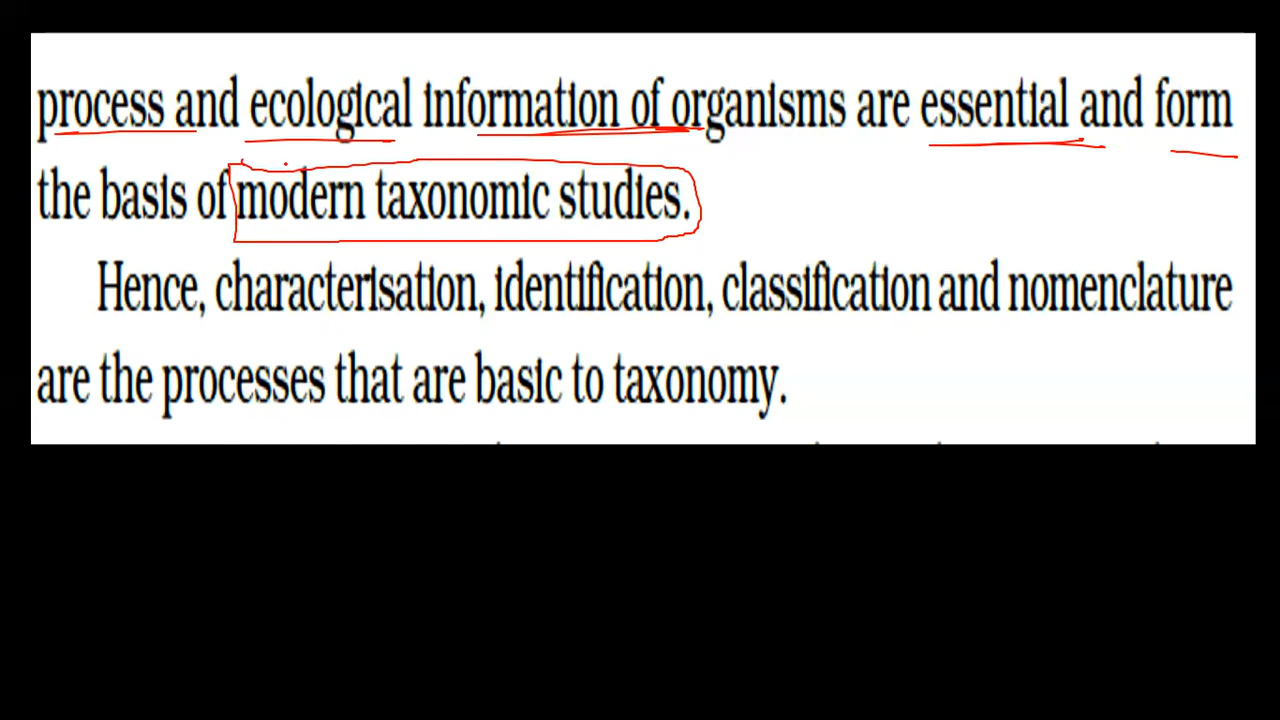 process and ecological information of organisms are essential and form
the basis of modern taxonomic studies.
Hence, characterisation, identification, classification and nomenclature
are the processes that are basic to taxonomy.